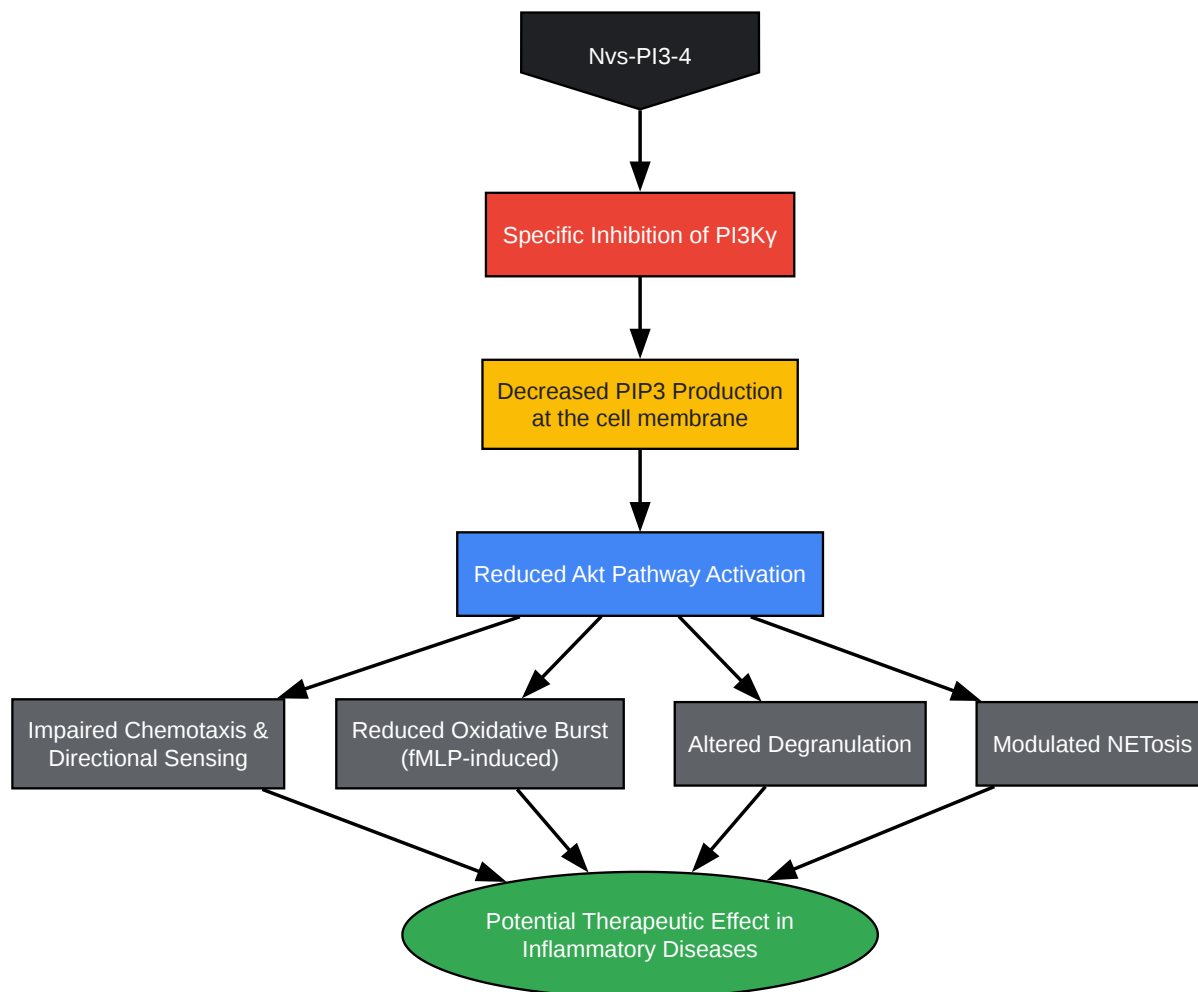 Nvs-PI3-4
Specific Inhibition of PI3Kγ
Decreased PIP3 Production
at the cell membrane
Reduced Akt Pathway Activation
Impaired Chemotaxis &
Directional Sensing
Reduced Oxidative Burst
(fMLP-induced)
Altered Degranulation
Modulated NETosis
Potential Therapeutic Effect in
Inflammatory Diseases